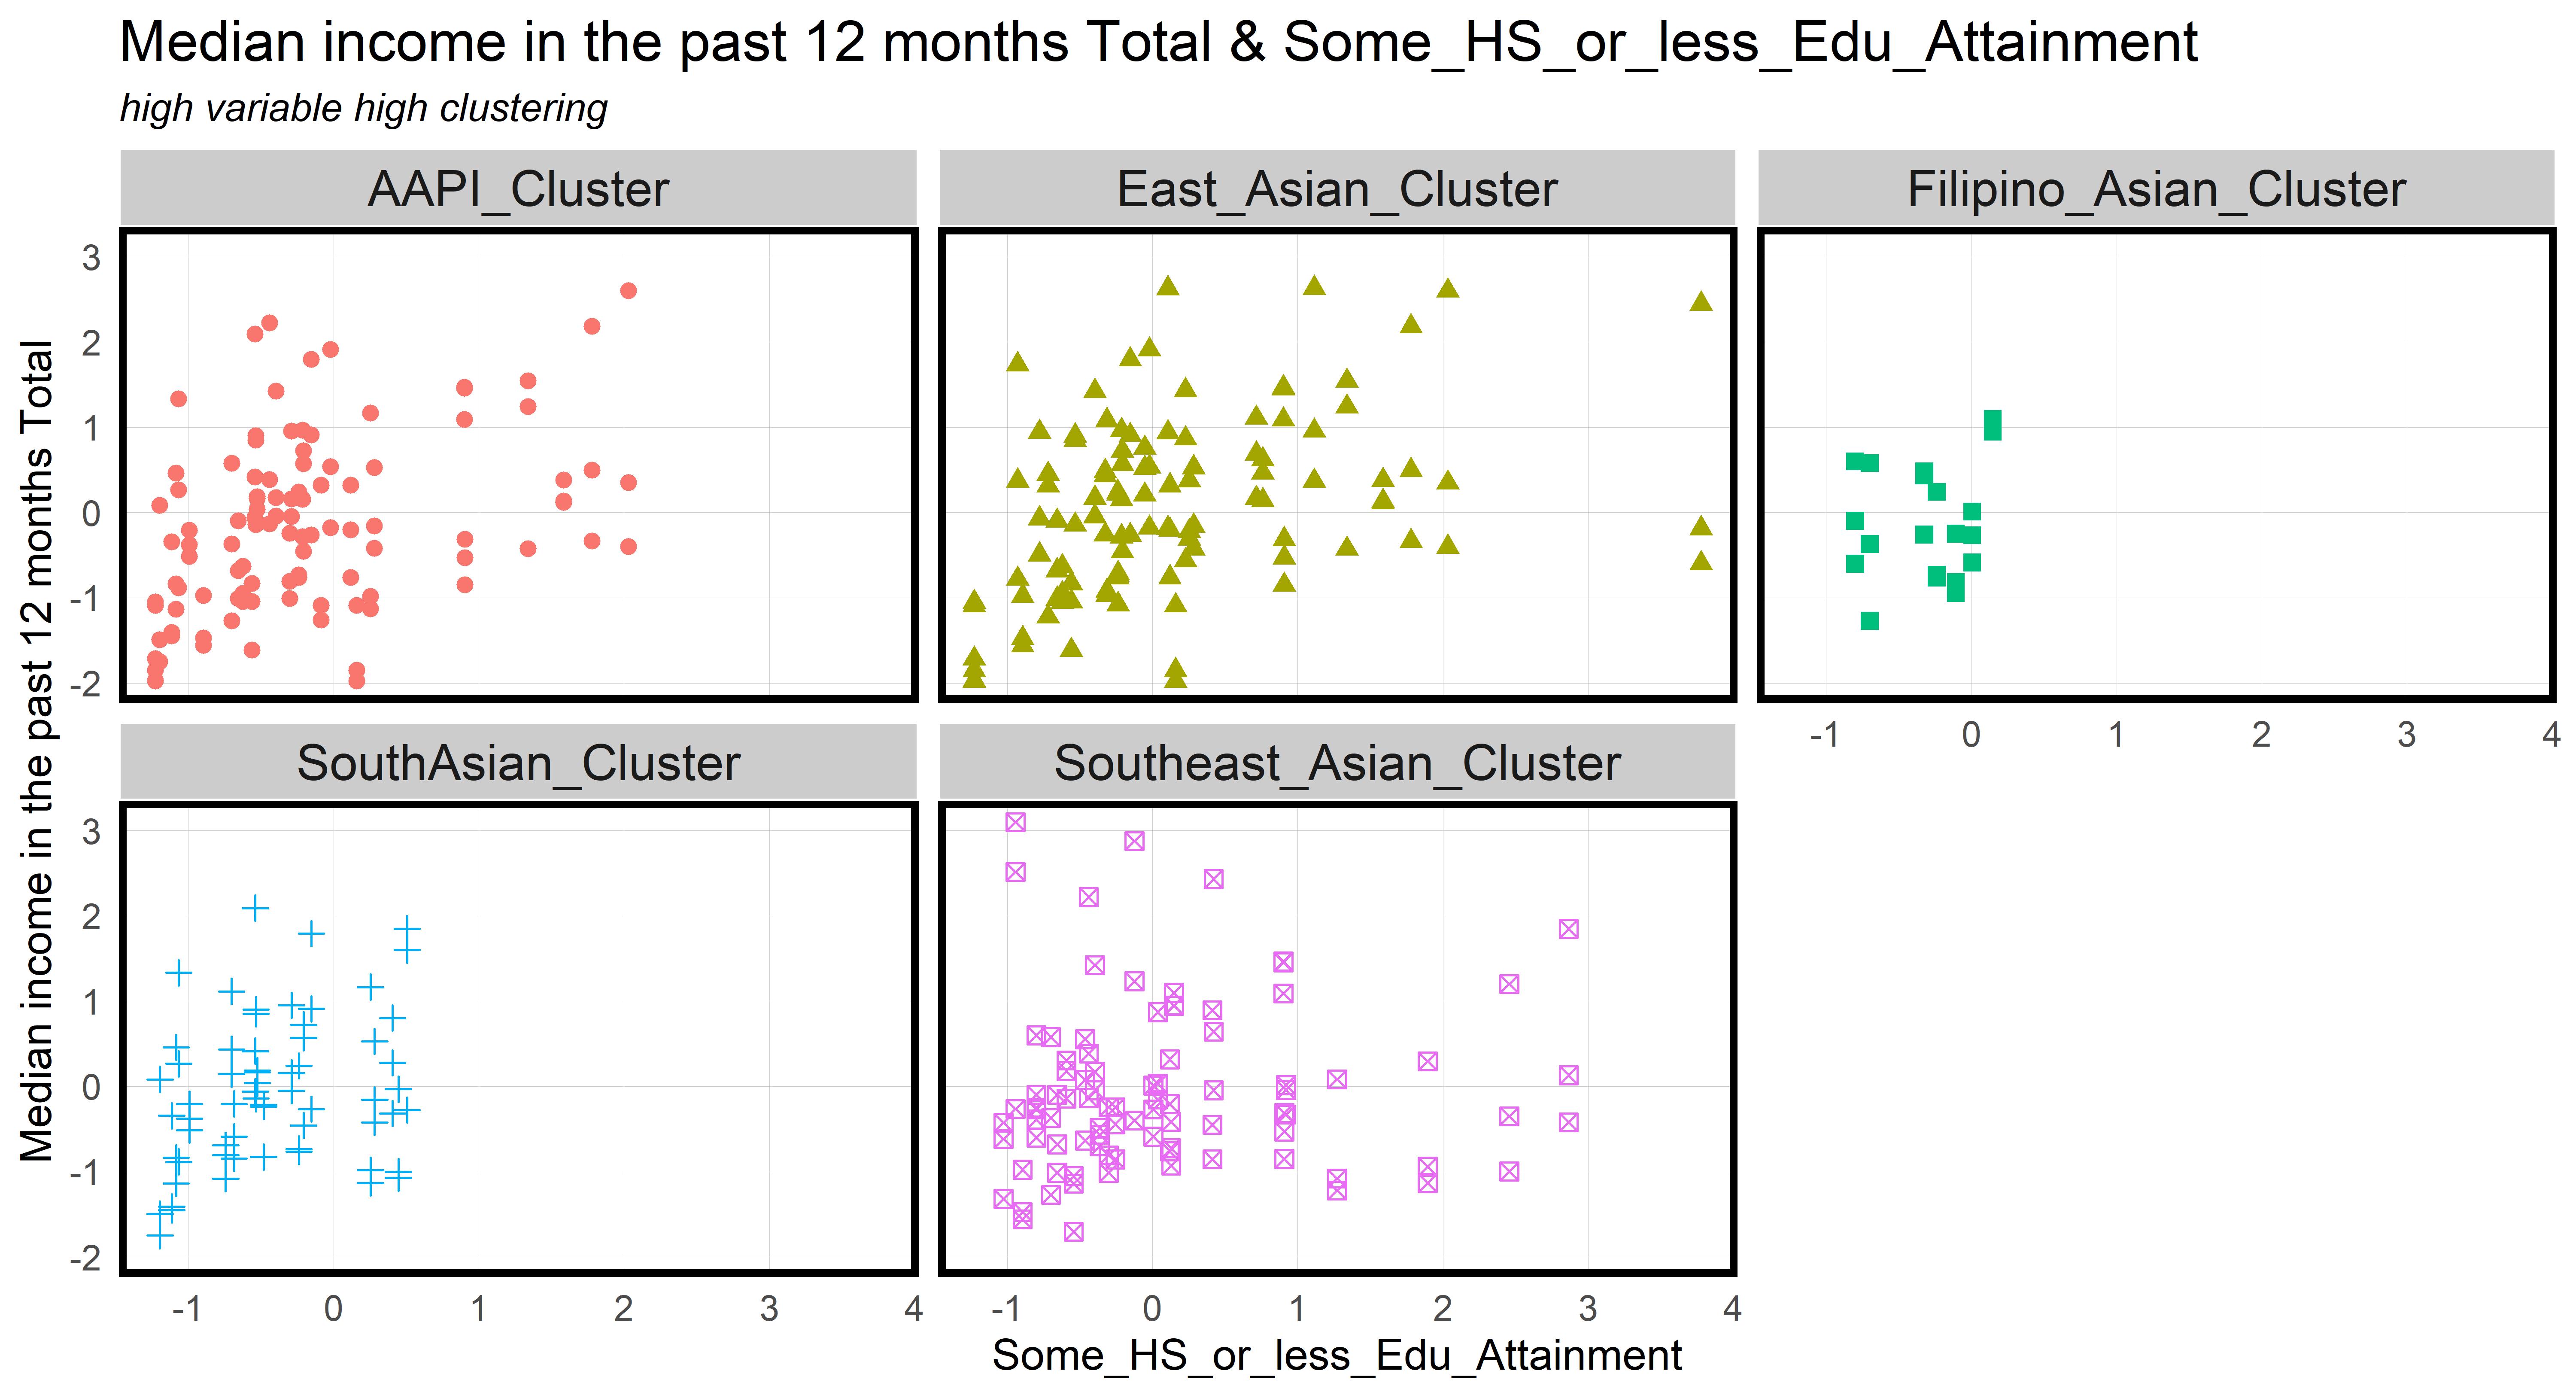 Median income in the past 12 months Total & Some_HS_or_less_Edu_Attainment
high variable high clustering
AAPI_Cluster East_Asian_Cluster Filipino_Asian_Cluster
3
2
1
0
-1
-2
-1 0 1 2 3 4
SouthAsian_Cluster Southeast_Asian_Cluster
3
2
1
0
-1
-2
-1 0 1 2 3 4 -1 0 1 2 3 4
Median income in the past 12 months Total
Some_HS_or_less_Edu_Attainment